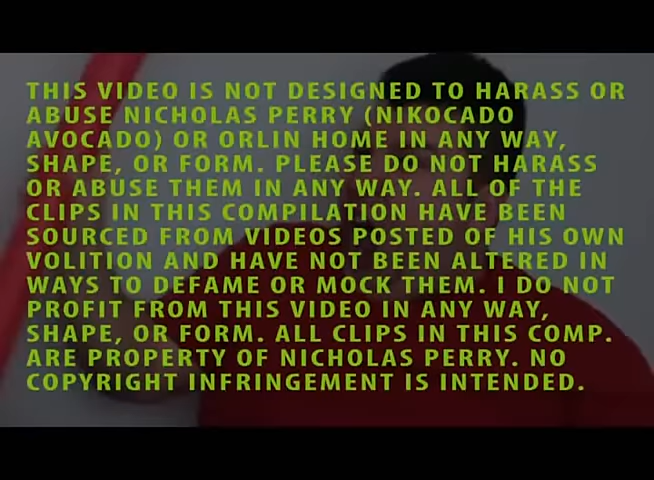 THIS VIDEO IS NOT DESIGNED TO HARASS OR
ABUSE NICHOLAS PERRY (NIKOCADO
AVOCADO) OR ORLIN HOME IN ANY WAY,
SHAPE, OR FORM. PLEASE DO NOT HARASS
OR ABUSE THEM IN ANY WAY. ALL OF THE
CLIPS IN THIS COMPILATION HAVE BEEN
SOURCED FROM VIDEOS POSTED OF HIS OWN
VOLITION AND HAVE NOT BEEN ALTERED IN
WAYS TO DEFAME OR MOCK THEM. I DO NOT
PROFIT FROM THIS VIDEO IN ANY WAY,
SHAPE, OR FORM. ALL CLIPS IN THIS COMP.
ARE PROPERTY OF NICHOLAS PERRY. NO
COPYRIGHT INFRINGEMENT IS INTENDED.